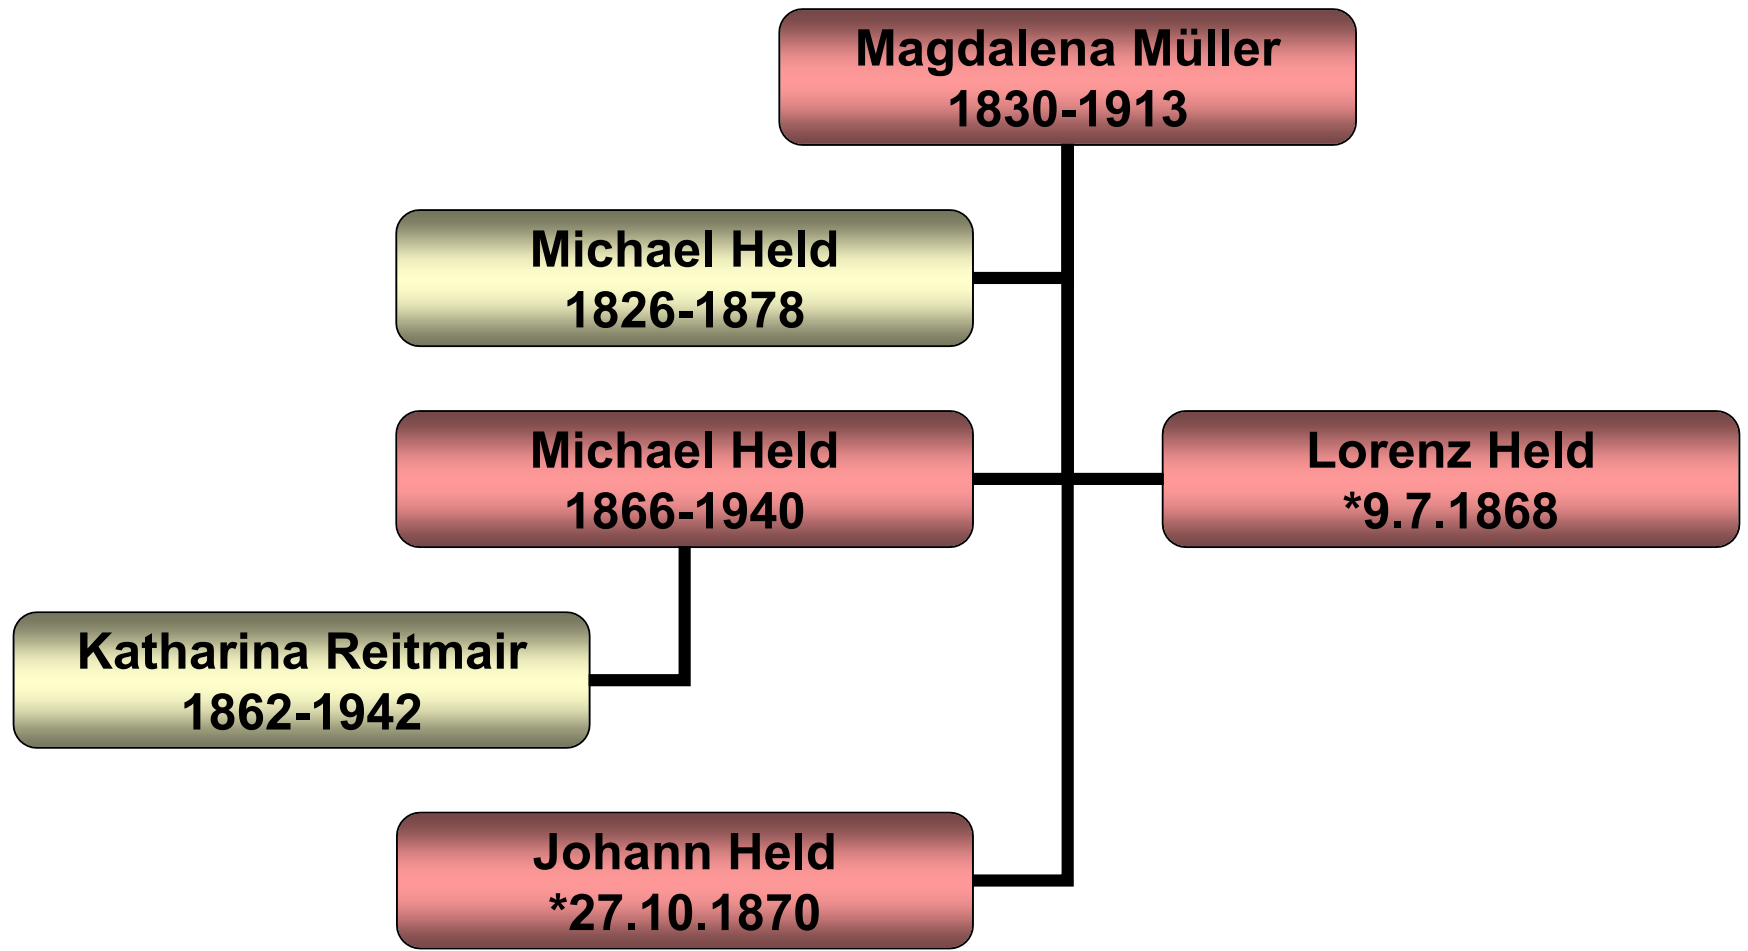 Magdalena Müller
1830-1913
Michael Held
1826-1878
Michael Held
1866-1940
Lorenz Held
*9.7.1868
Katharina Reitmair
1862-1942
Johann Held
*27.10.1870